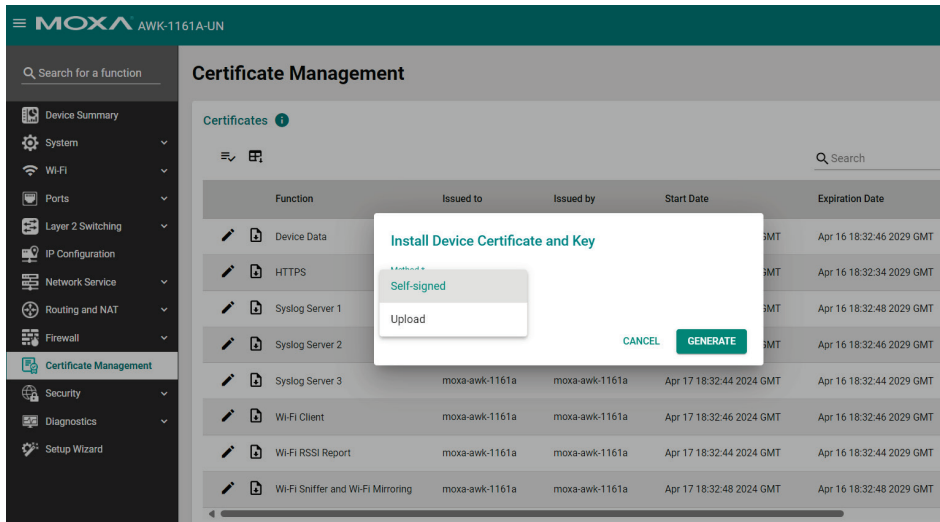 MOXA AWK-1161A-UN
Search for a function
Device Summary
System
Wi-Fi
Ports
Layer 2 Switching
IP Configuration
Network Service
Routing and NAT
Firewall
Certificate Management
Security
Diagnostics
Setup Wizard
Certificate Management
Certificates
Search
Function Issued to Issued by Start Date Expiration Date
Device Data GMT Apr 16 18:32:46 2029 GMT
HTTPS GMT Apr 16 18:32:34 2029 GMT
Syslog Server 1 GMT Apr 16 18:32:48 2029 GMT
Syslog Server 2 GMT Apr 16 18:32:46 2029 GMT
Syslog Server 3 moxa-awk-1161a moxa-awk-1161a Apr 17 18:32:44 2024 GMT Apr 16 18:32:44 2029 GMT
Wi-Fi Client moxa-awk-1161a moxa-awk-1161a Apr 17 18:32:46 2024 GMT Apr 16 18:32:46 2029 GMT
Wi-Fi RSSI Report moxa-awk-1161a moxa-awk-1161a Apr 17 18:32:44 2024 GMT Apr 16 18:32:44 2029 GMT
Wi-Fi Sniffer and Wi-Fi Mirroring moxa-awk-1161a moxa-awk-1161a Apr 17 18:32:48 2024 GMT Apr 16 18:32:48 2029 GMT
Install Device Certificate and Key
Self-signed
Upload
CANCEL GENERATE